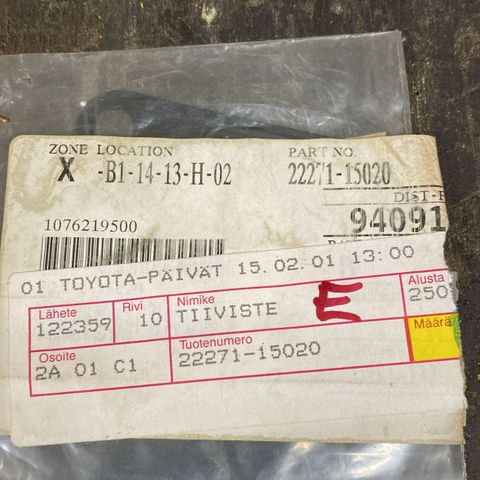 ZONE LOCATION PART NO.
X -B1-14-13-H-02 22271-15020
1076219500
94091
01 TOYOTA-PÄIVÄT 15.02.01 13:00
Lähete Rivi Nimike Alusta
122359 10 TIIVISTE E 250
Osoite Tuotenumero Määrä
2A 01 C1 22271-15020